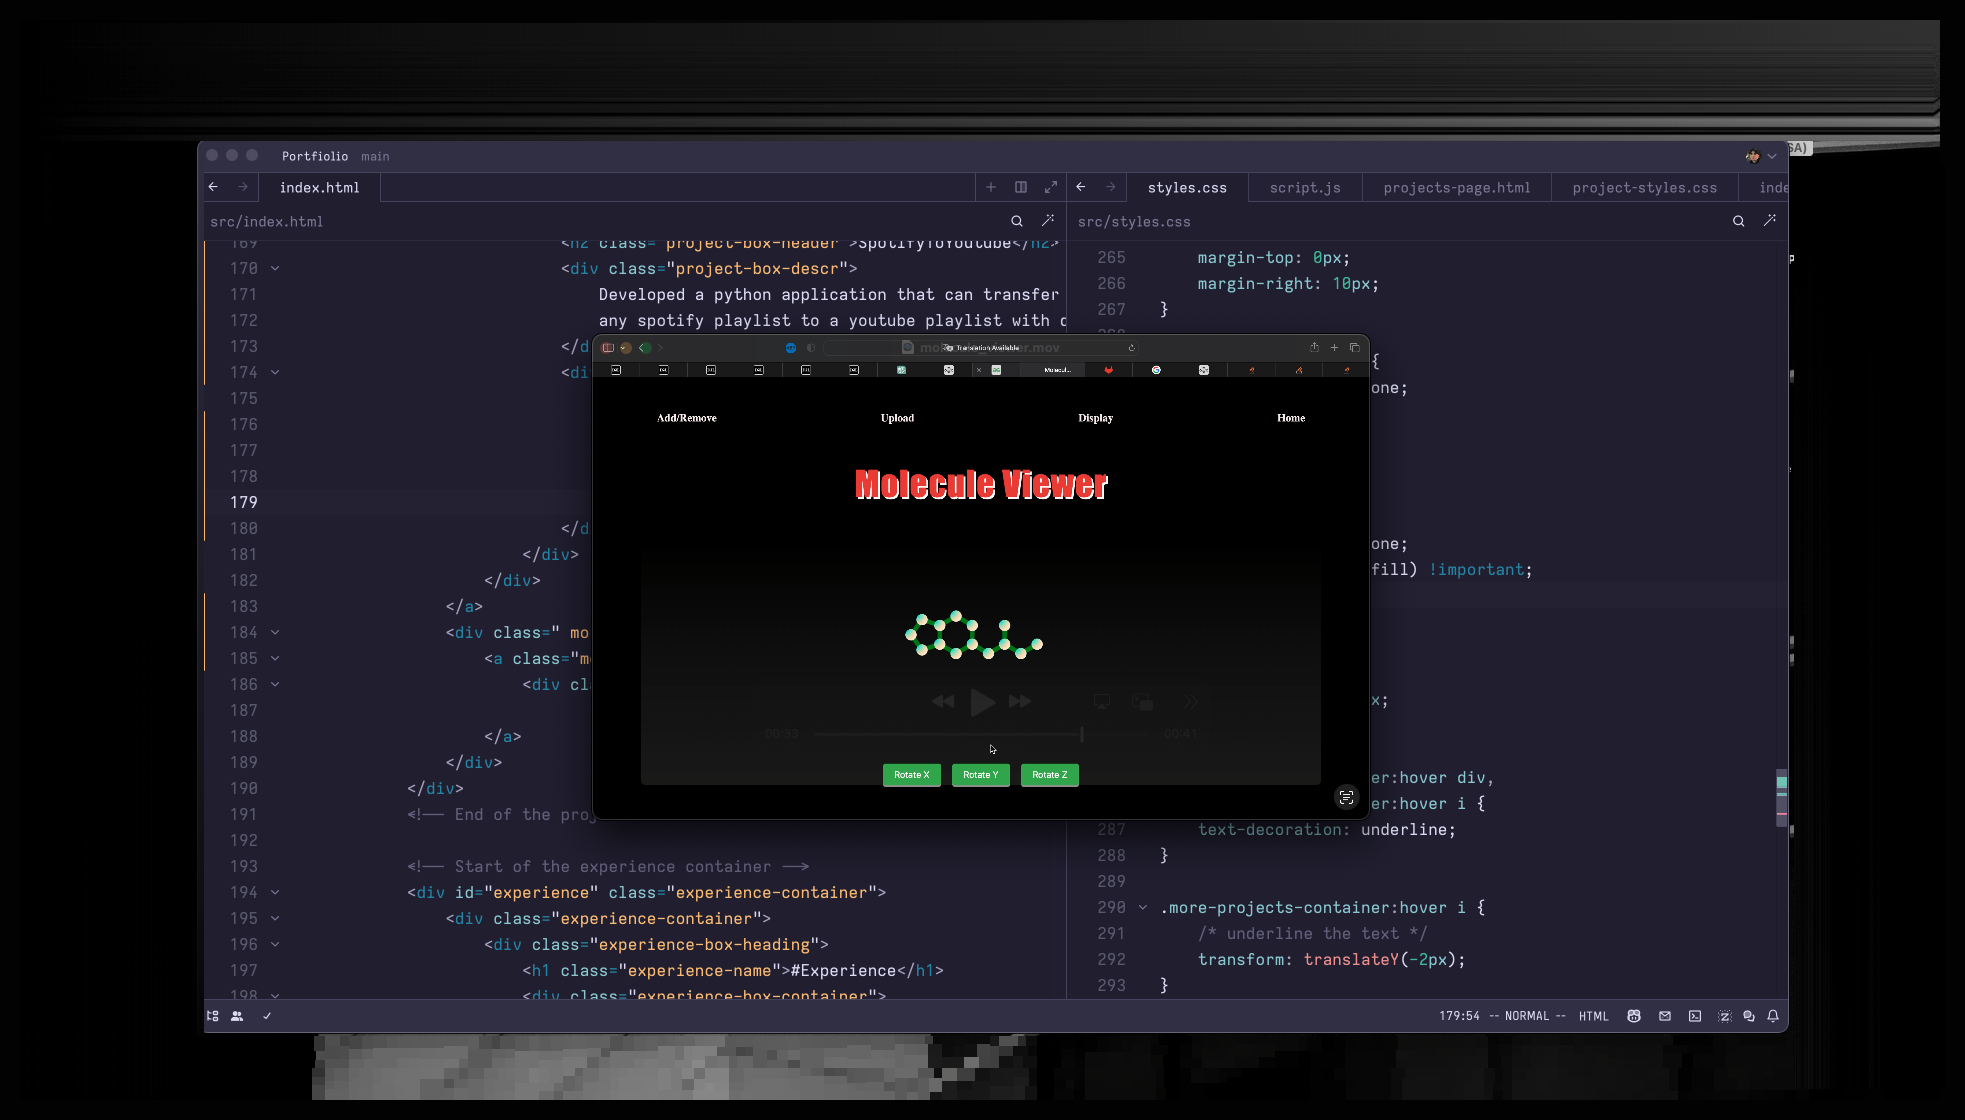 Portfiolio main
index.html
src/index.html
169 <h2 class="project-box-header">SpotifyToYoutube</h2>
170 <div class="project-box-descr">
171 Developed a python application that can transfer
172 any spotify playlist to a youtube playlist with
173 </d
174 <di
175
176
177
178
179
180 </d
181 </div>
182 </div>
183 </a>
184 <div class=" mo
185 <a class="m
186 <div cl
187
188 </a>
189 </div>
190 </div>
191 <!-- End of the pro
192
193 <!-- Start of the experience container -->
194 <div id="experience" class="experience-container">
195 <div class="experience-container">
196 <div class="experience-box-heading">
197 <h1 class="experience-name">#Experience</h1>
198 <div class="experience-box-container">
SA)
styles.css script.js projects-page.html project-styles.css inde
src/styles.css
265 margin-top: 0px;
266 margin-right: 10px;
267 }
{
one;
one;
fill) !important;
x;
er:hover div,
er:hover i {
287 text-decoration: underline;
288 }
289
290 .more-projects-container:hover i {
291 /* underline the text */
292 transform: translateY(-2px);
293 }
Translation Available
.mov
Molecul...
Add/Remove Upload Display Home
Molecule Viewer
00:33 00:41
Rotate X Rotate Y Rotate Z
179:54 -- NORMAL -- HTML